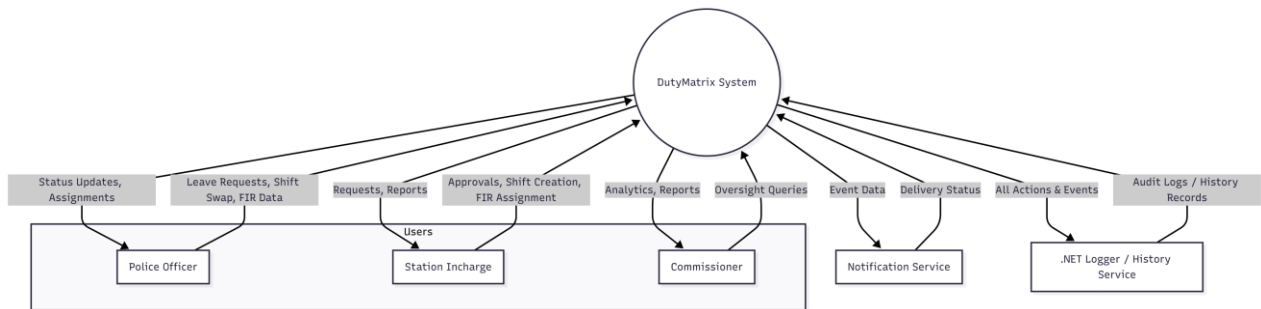 DutyMatrix System
Status Updates,
Assignments
Leave Requests, Shift
Swap, FIR Data
Requests, Reports
Approvals, Shift Creation,
FIR Assignment
Analytics, Reports
Oversight Queries
Event Data
Delivery Status
All Actions & Events
Audit Logs / History
Records
Users
Police Officer
Station Incharge
Commissioner
Notification Service
.NET Logger / History
Service